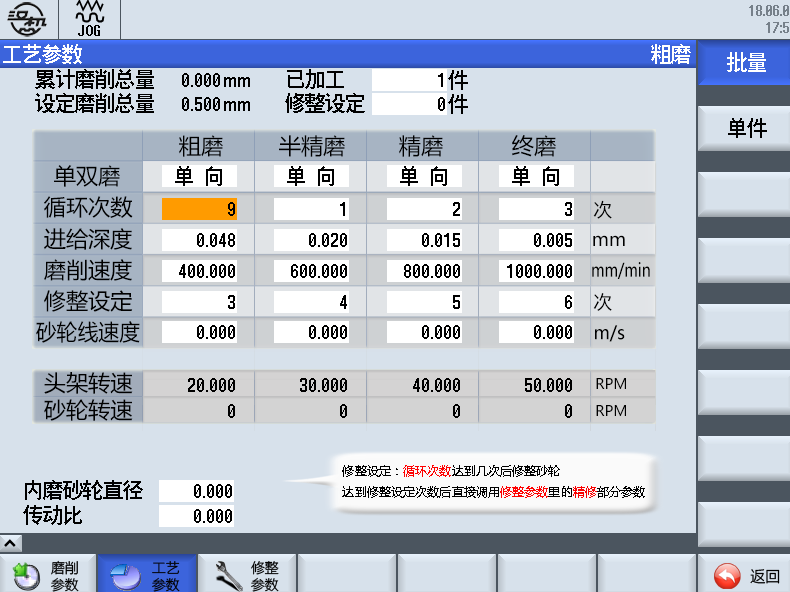 18.06.0
JOG
17:5
工艺参数 粗磨
批量
累计磨削总量 0.000mm 已加工 1件
设定磨削总量 0.500mm 修整设定 0件
单件
粗磨 半精磨 精磨 终磨
单双磨 单向 单向 单向 单向
循环次数 9 1 2 3 次
进给深度 0.048 0.020 0.015 0.005 mm
磨削速度 400.000 600.000 800.000 1000.000 mm/min
修整设定 3 4 5 6 次
砂轮线速度 0.000 0.000 0.000 0.000 m/s
头架转速 20.000 30.000 40.000 50.000 RPM
砂轮转速 0 0 0 0 RPM
修整设定：循环次数达到几次后修整砂轮
达到修整设定次数后直接调用修整参数里的精修部分参数
内磨砂轮直径 0.000
传动比 0.000
磨削参数
工艺参数
修整参数
返回